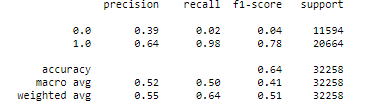 precision recall f1-score support
0.0 0.39 0.02 0.04 11594
1.0 0.64 0.98 0.78 20664
accuracy 0.64 32258
macro avg 0.52 0.50 0.41 32258
weighted avg 0.55 0.64 0.51 32258